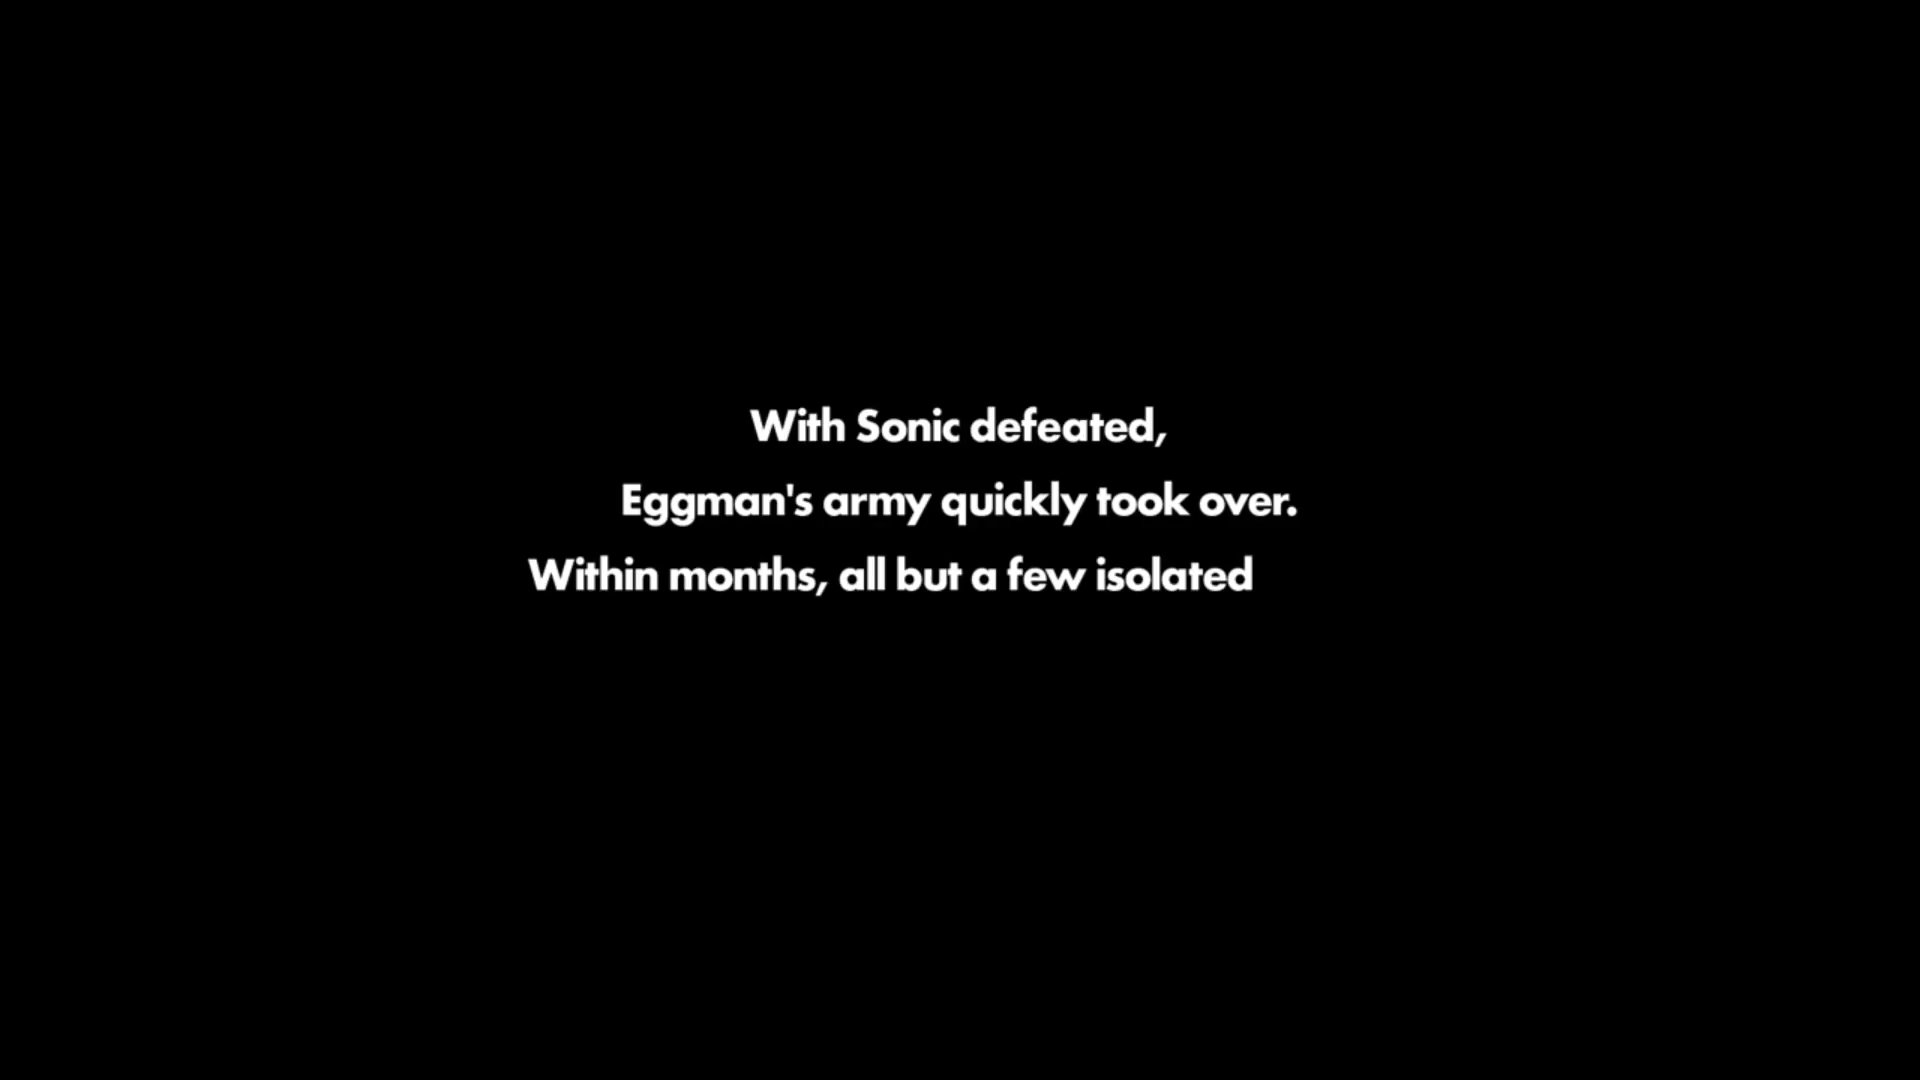 With Sonic defeated,
Eggman's army quickly took over.
Within months, all but a few isolated